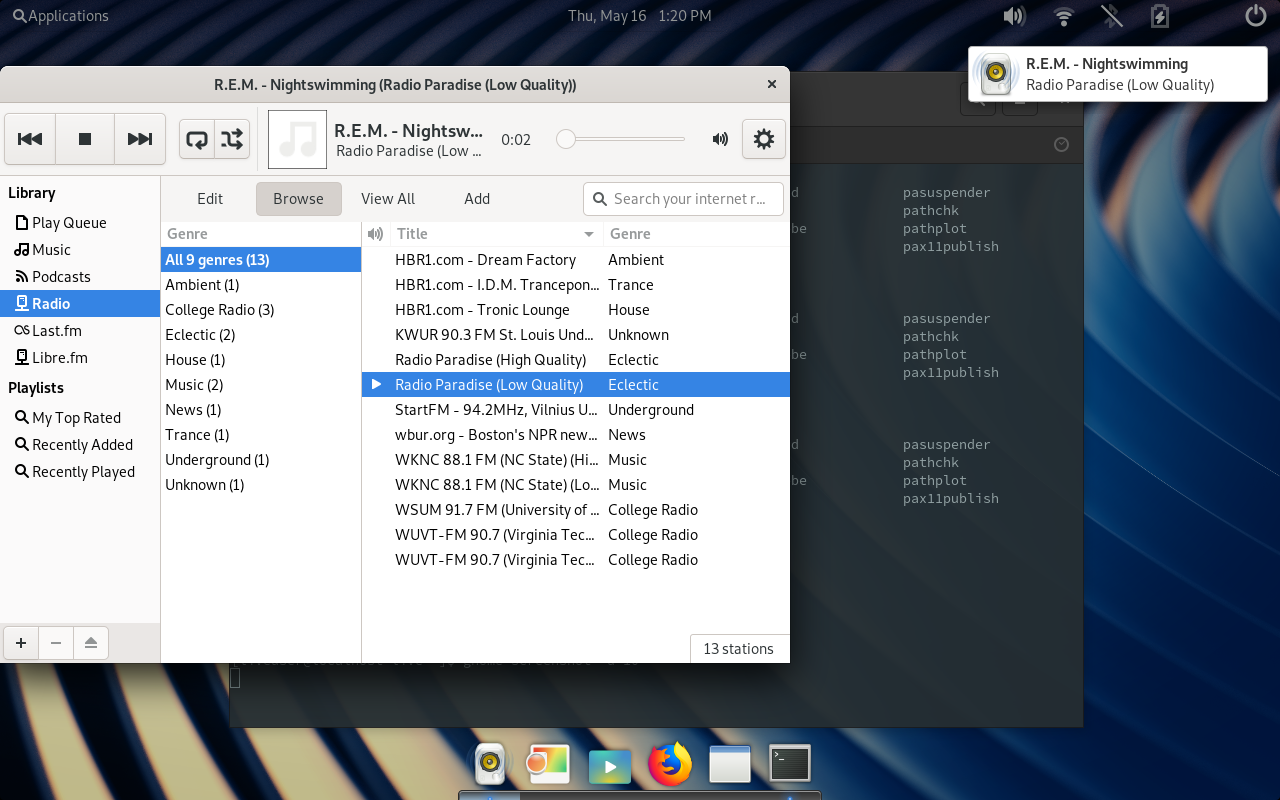 Applications
Thu, May 16 1:20 PM
R.E.M. - Nightswimming
Radio Paradise (Low Quality)
R.E.M. - Nightswimming (Radio Paradise (Low Quality))
R.E.M. - Nightsw...
Radio Paradise (Low ...
0:02
Library
Play Queue
Music
Podcasts
Radio
Last.fm
Libre.fm
Playlists
My Top Rated
Recently Added
Recently Played
Edit
Browse
View All
Add
Search your internet r...
Genre
All 9 genres (13)
Ambient (1)
College Radio (3)
Eclectic (2)
House (1)
Music (2)
News (1)
Trance (1)
Underground (1)
Unknown (1)
Title Genre
HBR1.com - Dream Factory Ambient
HBR1.com - I.D.M. Trancepon... Trance
HBR1.com - Tronic Lounge House
KWUR 90.3 FM St. Louis Und... Unknown
Radio Paradise (High Quality) Eclectic
Radio Paradise (Low Quality) Eclectic
StartFM - 94.2MHz, Vilnius U... Underground
wbur.org - Boston's NPR new... News
WKNC 88.1 FM (NC State) (Hi... Music
WKNC 88.1 FM (NC State) (Lo... Music
WSUM 91.7 FM (University of ... College Radio
WUVT-FM 90.7 (Virginia Tec... College Radio
WUVT-FM 90.7 (Virginia Tec... College Radio
13 stations
pasuspender
pathchk
pathplot
pax11publish
pasuspender
pathchk
pathplot
pax11publish
pasuspender
pathchk
pathplot
pax11publish